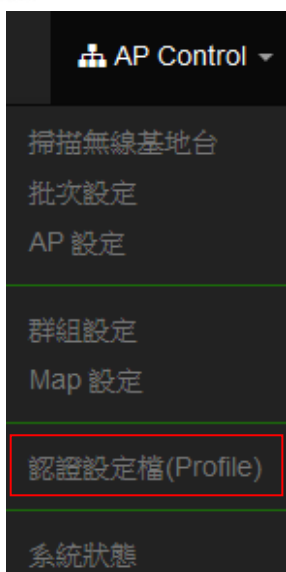 AP Control
掃描無線基地台
批次設定
AP 設定
群組設定
Map 設定
認證設定檔(Profile)
系統狀態